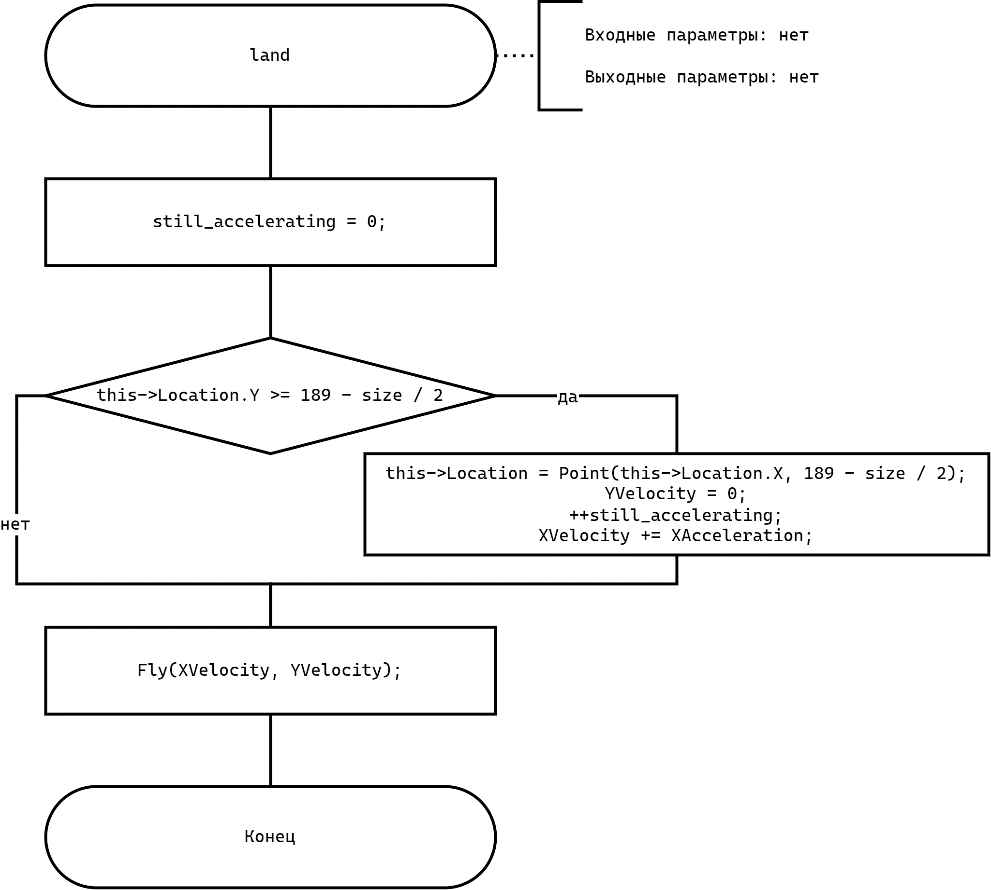 land
Входные параметры: нет
Выходные параметры: нет
still_accelerating = 0;
this->Location.Y >= 189 - size / 2
да
this->Location = Point(this->Location.X, 189 - size / 2);
YVelocity = 0;
++still_accelerating;
XVelocity += XAcceleration;
нет
Fly(XVelocity, YVelocity);
Конец